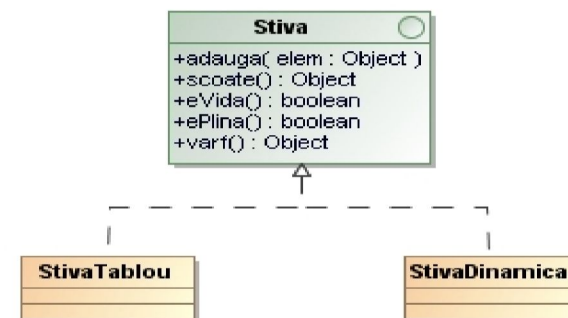 Stiva
+adauga( elem : Object )
+scoate() : Object
+eVida() : boolean
+ePlina() : boolean
+varf() : Object
StivaTablou
StivaDinamica